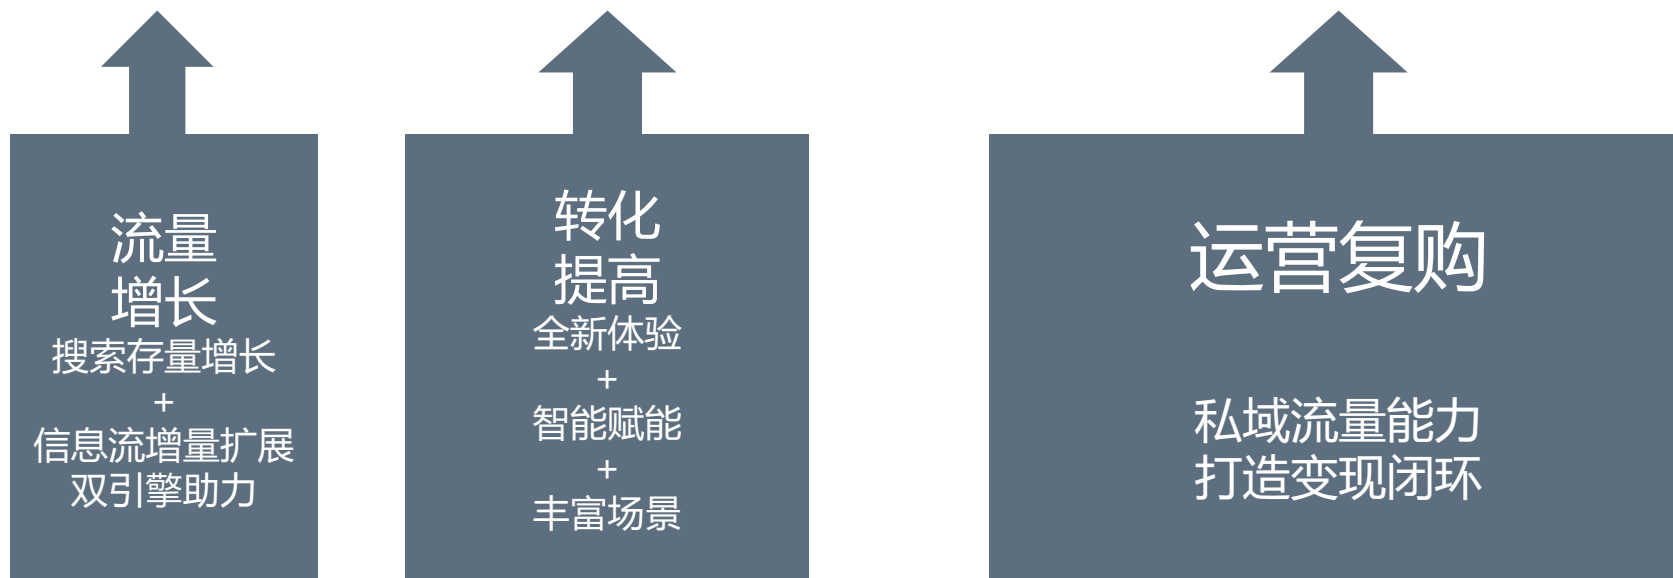 流量
增长
搜索存量增长
+
信息流增量扩展
双引擎助力
转化
提高
全新体验
+
智能赋能
+
丰富场景
运营复购
私域流量能力
打造变现闭环